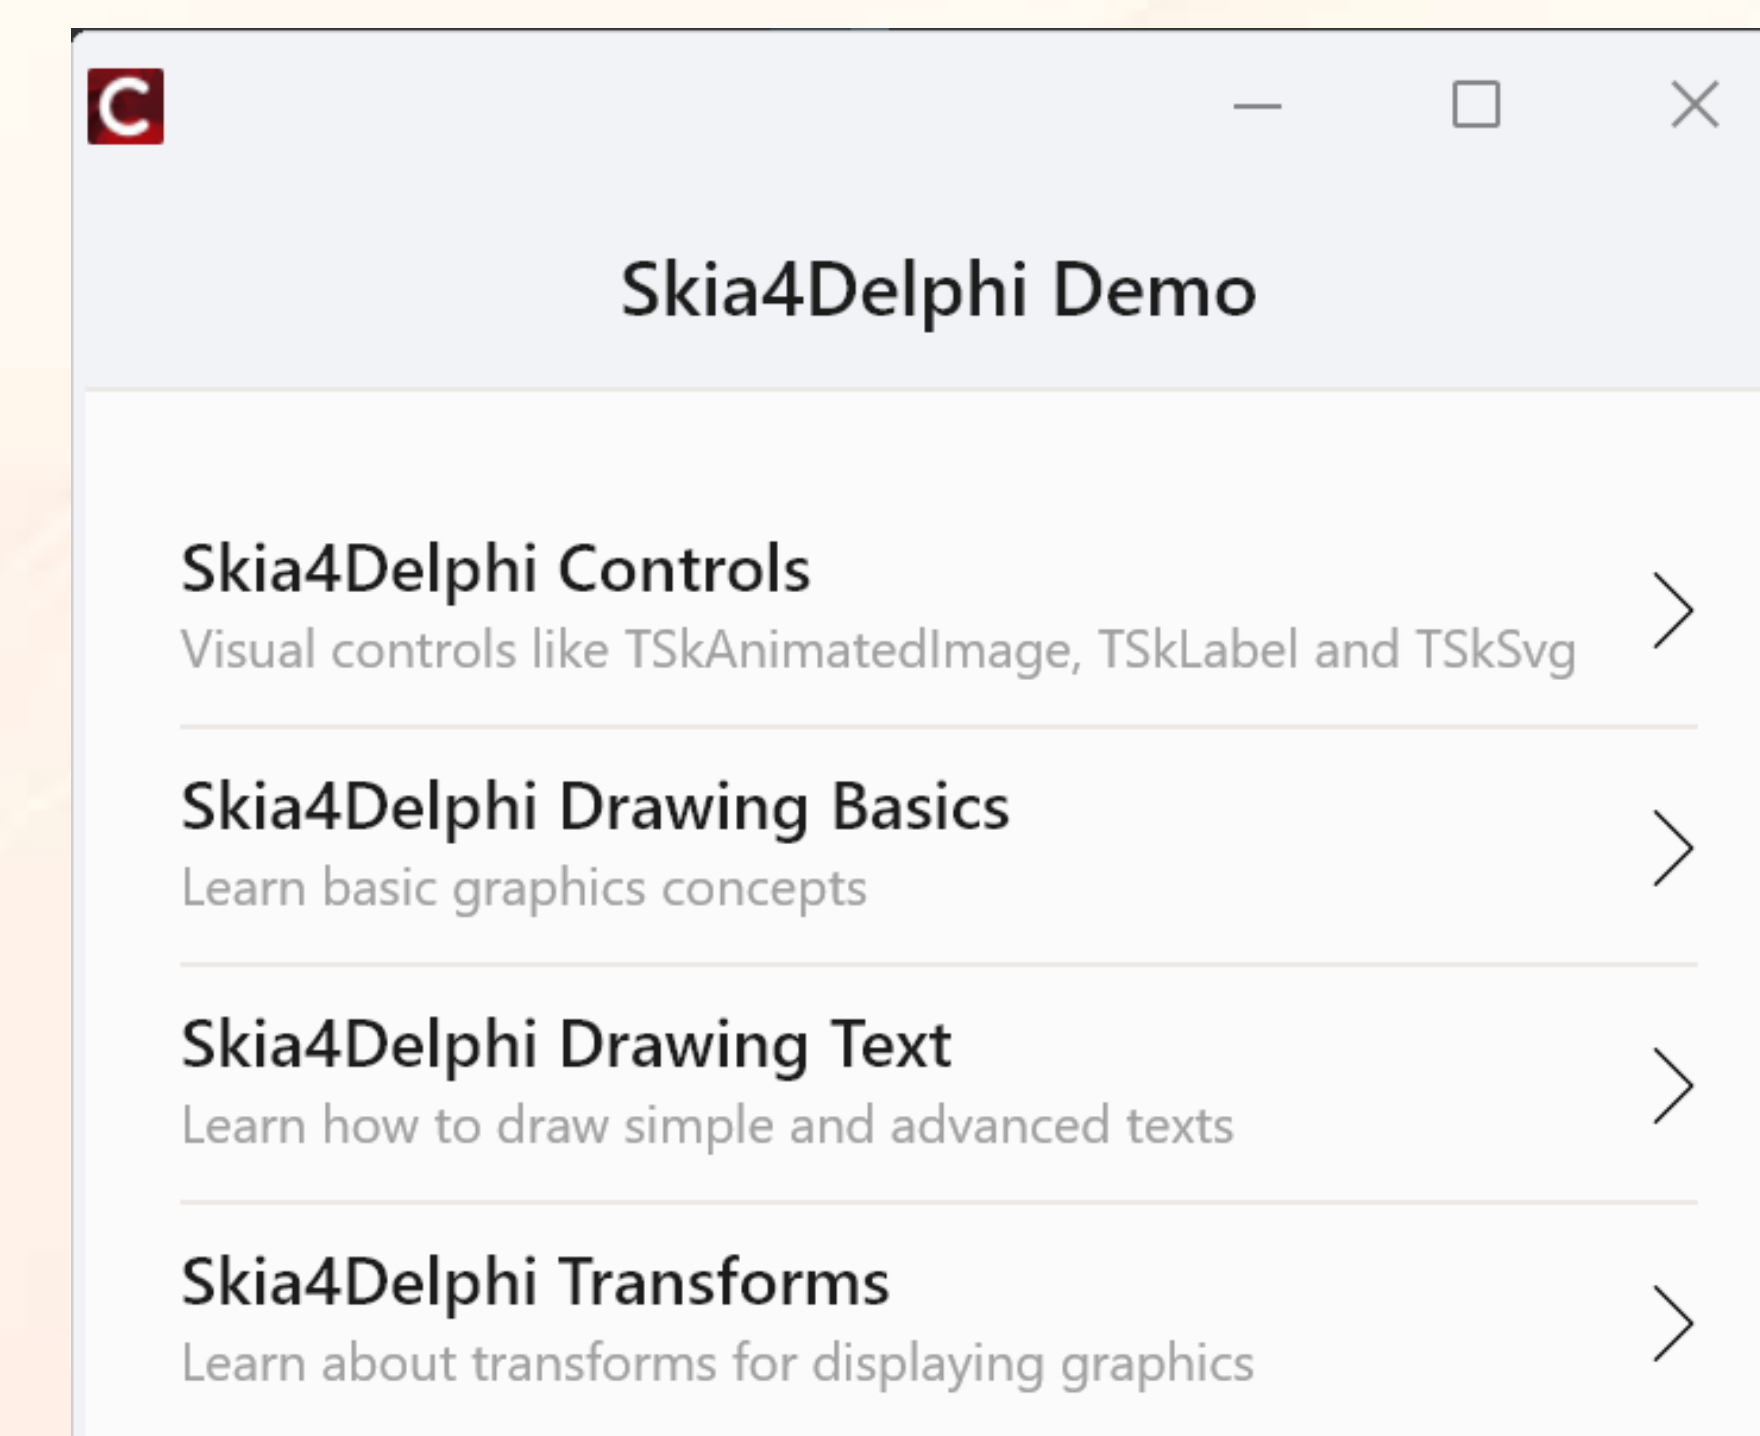 C
Skia4Delphi Demo
Skia4Delphi Controls
Visual controls like TSkAnimatedImage, TSkLabel and TSkSvg
Skia4Delphi Drawing Basics
Learn basic graphics concepts
Skia4Delphi Drawing Text
Learn how to draw simple and advanced texts
Skia4Delphi Transforms
Learn about transforms for displaying graphics